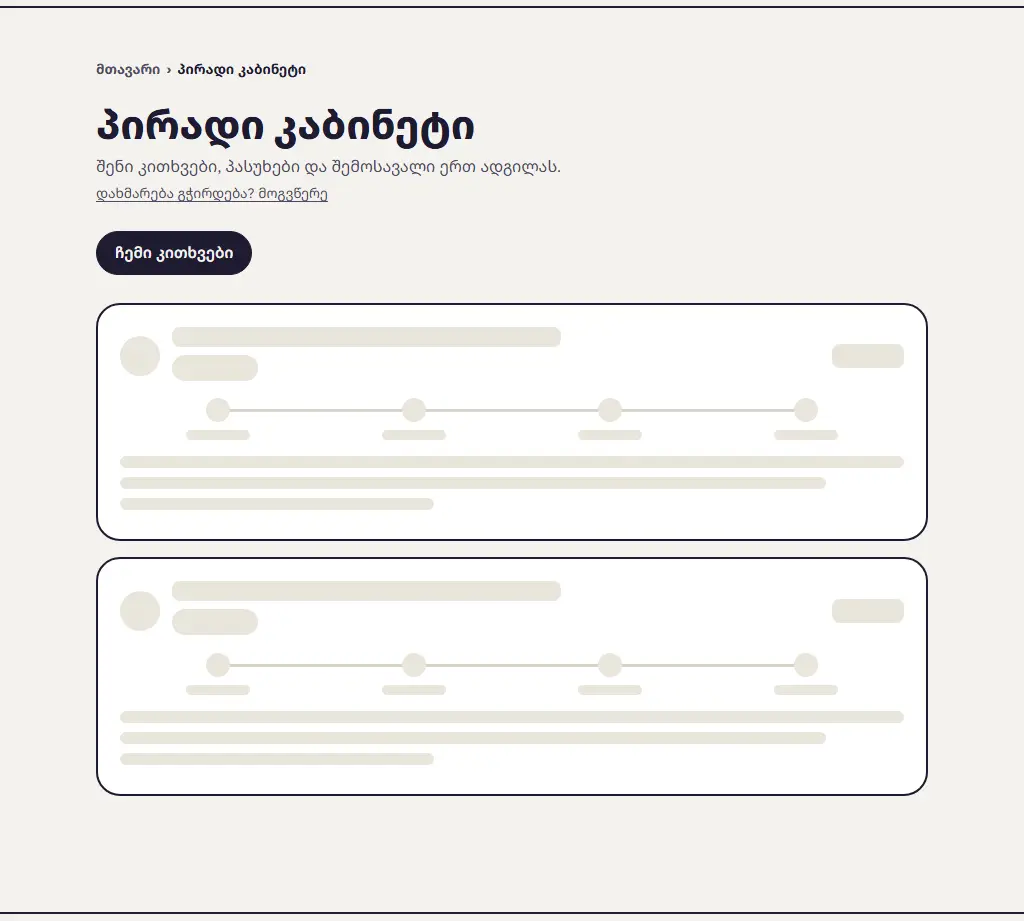 მთავარი › პირადი კაბინეტი
პირადი კაბინეტი
შენი კითხვები, პასუხები და შემოსავალი ერთ ადგილას.
დახმარება გჭირდება? მოგვწერე
ჩემი კითხვები